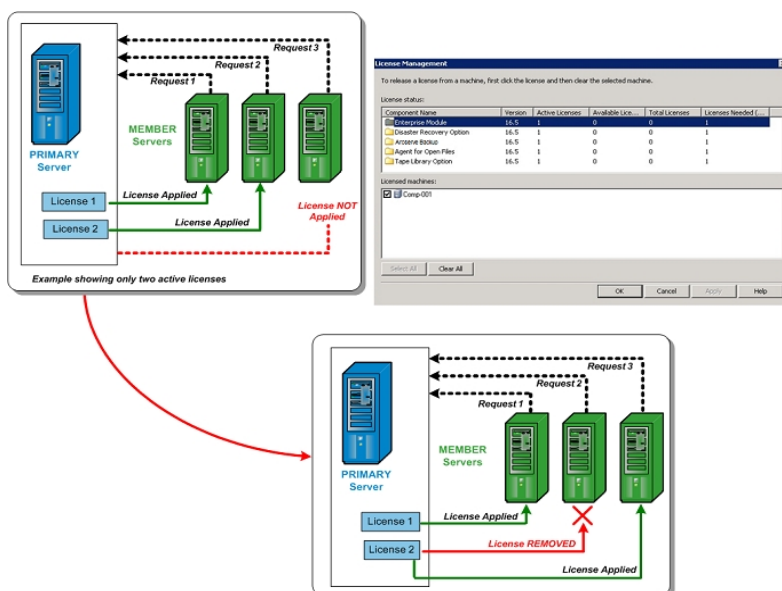 Request 3
Request 2
Request 1
MEMBER
Servers
PRIMARY
Server
License 1
License Applied
License 2
License Applied
License NOT
Applied
Example showing only two active licenses
License Management
To release a license from a machine, first click the license and then clear the selected machine.
License status:
Component Name Version Active Licenses Available Lice... Total Licenses Licenses Needed (...
Enterprise Module 16.5 1 0 0 1
Disaster Recovery Option 16.5 1 0 0 1
Arcserve Backup 16.5 1 0 0 1
Agent for Open Files 16.5 1 0 0 1
Tape Library Option 16.5 1 0 0 1
Licensed machines:
Comp-001
Select All Clear All
OK Cancel Apply Help
Request 3
Request 2
Request 1
MEMBER
Servers
PRIMARY
Server
License 1
License Applied
License 2
License REMOVED
License Applied